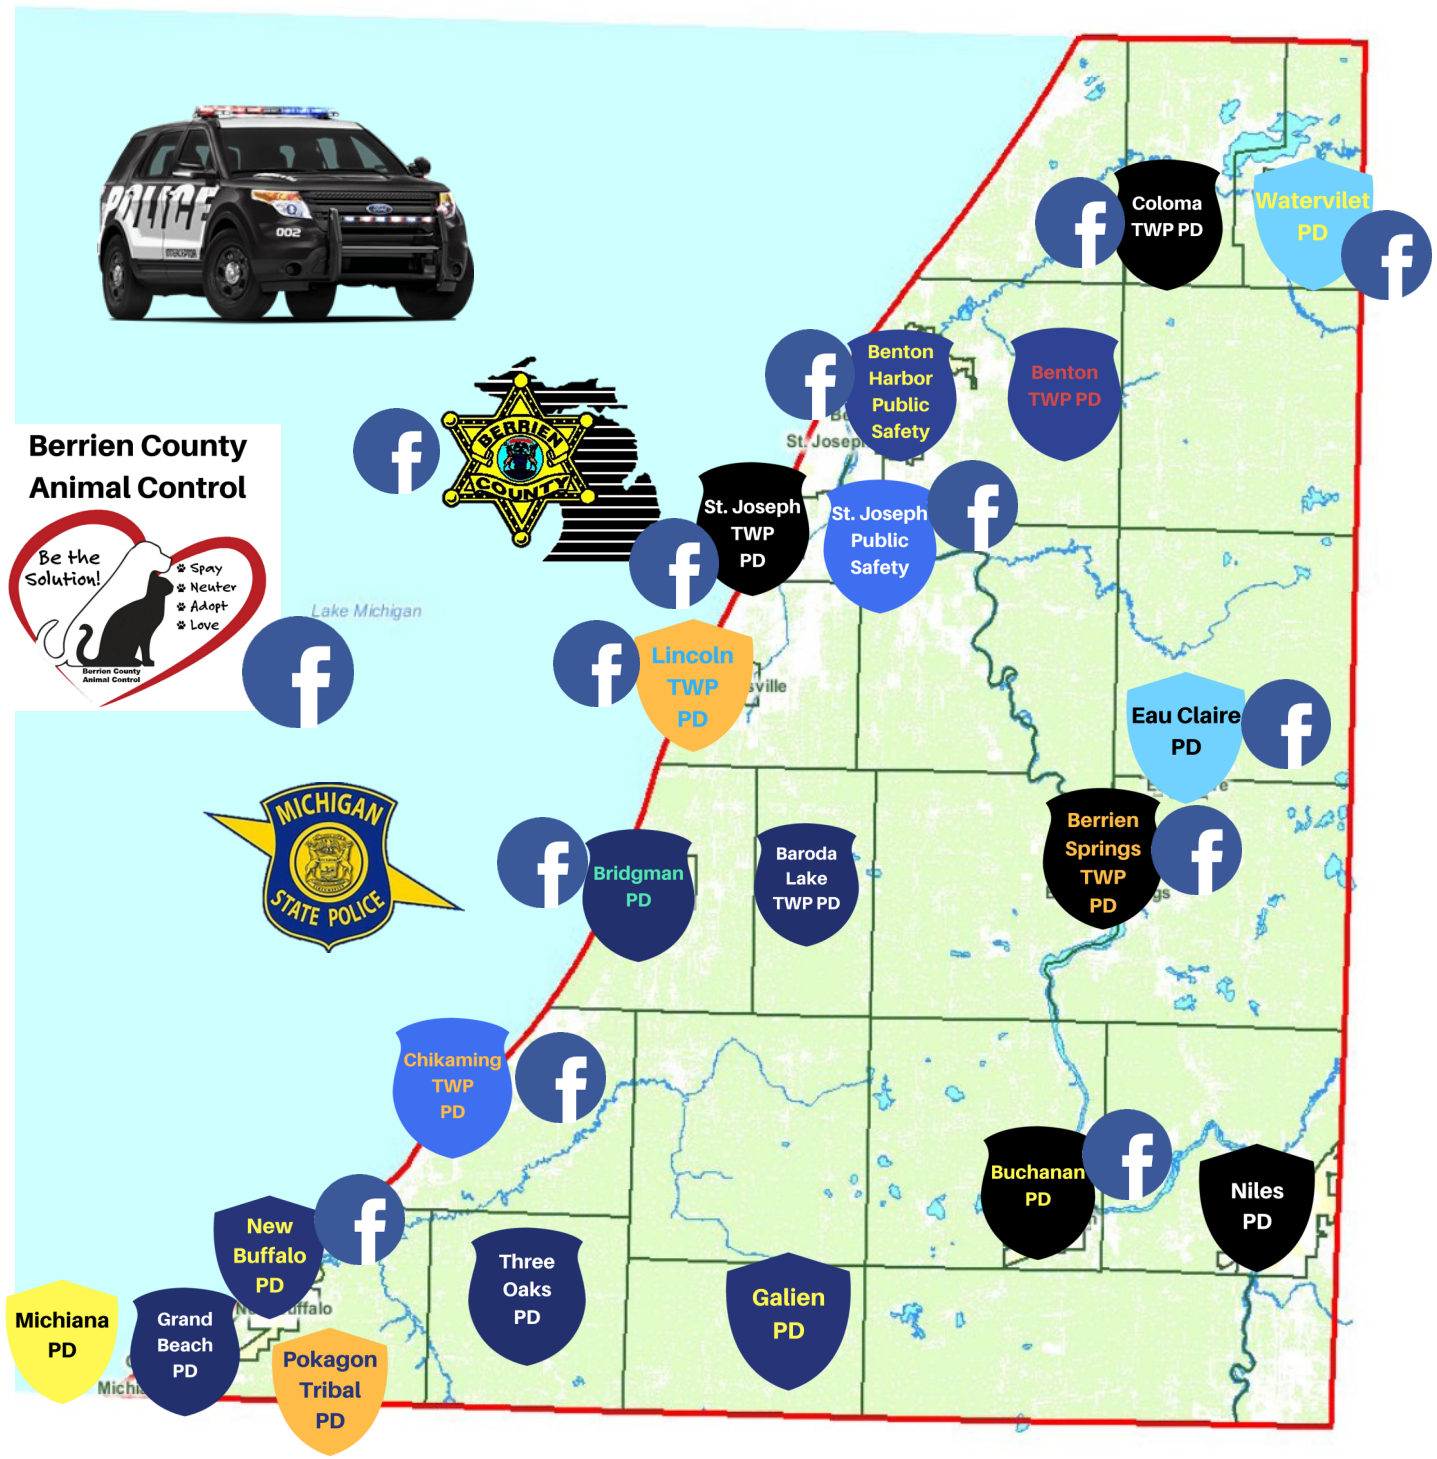 POLICE
INTERCEPTOR
002
Coloma
TWP PD
Watervilet
PD
Benton
Harbor
Public
Safety
Benton
TWP PD
St. Joseph
BERRIEN
COUNTY
Berrien County
Animal Control
Be the
Solution!
Spay
Neuter
Adopt
Love
Berrien County
Animal Control
Lake Michigan
St. Joseph
TWP
PD
St. Joseph
Public
Safety
Lincoln
TWP
PD
sville
Eau Claire
PD
MICHIGAN
STATE POLICE
Bridgman
PD
Baroda
Lake
TWP PD
Berrien
Springs
TWP
PD
Chikaming
TWP
PD
Buchanan
PD
Niles
PD
New
Buffalo
PD
Three
Oaks
PD
Galien
PD
Michiana
PD
Grand
Beach
PD
Pokagon
Tribal
PD